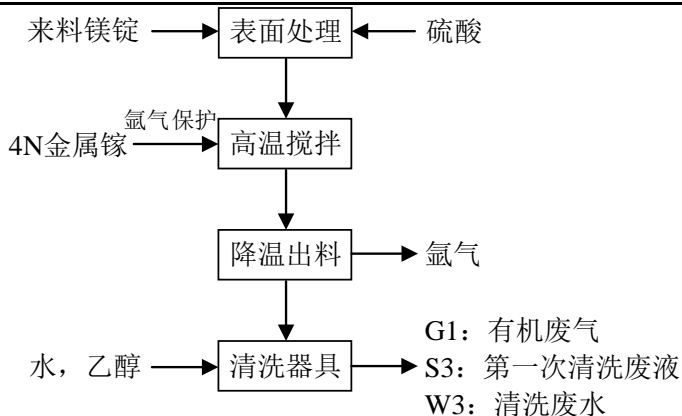 来料镁锭
表面处理
硫酸
氩气保护
4N金属镓
高温搅拌
降温出料
氩气
水，乙醇
清洗器具
G1：有机废气
S3：第一次清洗废液
W3：清洗废水